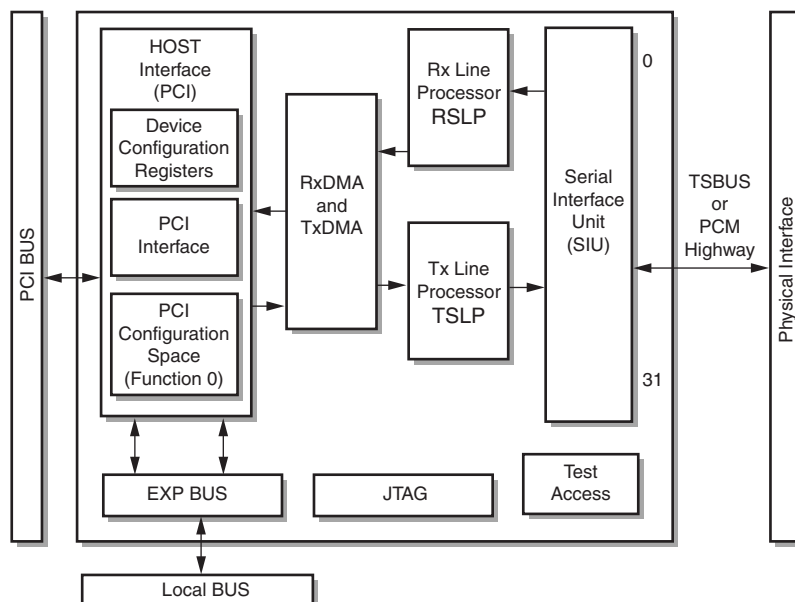 PCI BUS
HOST
Interface
(PCI)
Device
Configuration
Registers
PCI
Interface
PCI
Configuration
Space
(Function 0)
RxDMA
and
TxDMA
Rx Line
Processor
RSLP
Tx Line
Processor
TSLP
Serial
Interface
Unit
(SIU)
0
31
TSBUS
or
PCM
Highway
Physical Interface
EXP BUS
JTAG
Test
Access
Local BUS